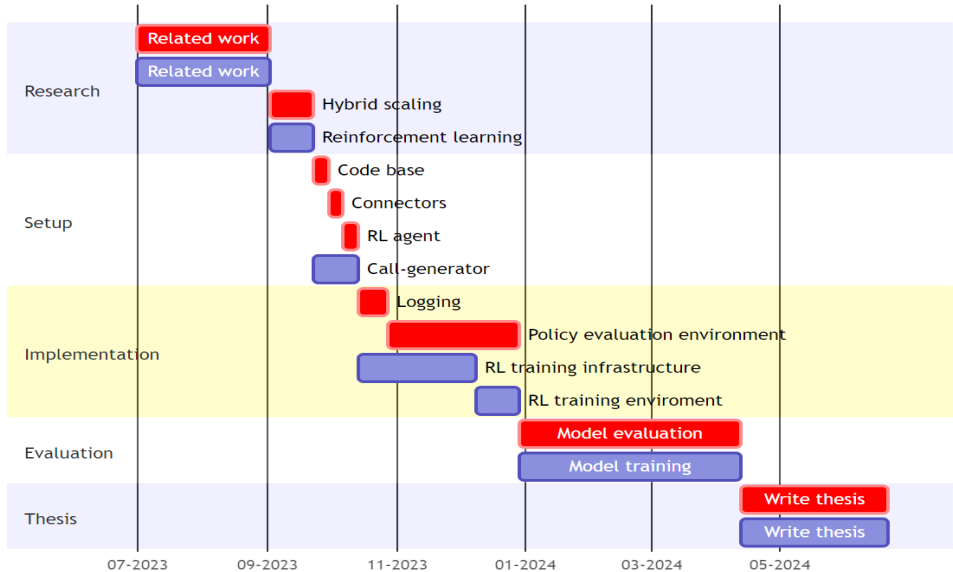 Related work
Related work
Research
Hybrid scaling
Reinforcement learning
Code base
Connectors
Setup
RL agent
Call-generator
Logging
Policy evaluation environment
Implementation
RL training infrastructure
RL training enviroment
Model evaluation
Evaluation
Model training
Write thesis
Thesis
Write thesis
07-2023 09-2023 11-2023 01-2024 03-2024 05-2024